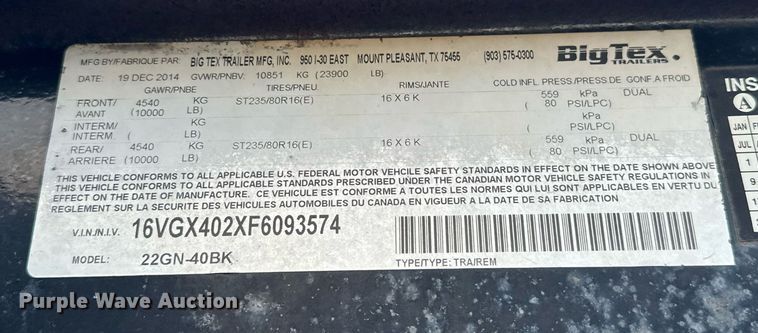 MFG BY/FABRIQUE PAR: BIG TEX TRAILER MFG, INC. 950 I-30 EAST MOUNT PLEASANT, TX 75455 (903) 575-0300
BigTex.
TRAILERS
DATE: 19 DEC 2014 GVWR/PNBV: 10851 KG (23900 LB)
GAWR/PNBE TIRES/PNEU. RIMS/JANTE COLD INFL. PRESS/PRESS DE GONF A FROID
FRONT/ 4540 KG ST235/80R16(E) 16 X 6 K 559 kPa DUAL
AVANT (10000 LB) ( 80 PSI/LPC)
INTERM/ KG kPa
INTERM ( LB) ( PSI/LPC)
REAR/ 4540 KG ST235/80R16(E) 16 X 6 K 559 kPa DUAL
ARRIERE (10000 LB) ( 80 PSI/LPC)
THIS VEHICLE CONFORMS TO ALL APPLICABLE U.S. FEDERAL MOTOR VEHICLE SAFETY STANDARDS IN EFFECT ON THE DATE OF MANUFACTURE SHOWN ABOVE
THIS VEHICLE CONFORMS TO ALL APPLICABLE STANDARDS PRESCRIBED UNDER THE CANADIAN MOTOR VEHICLE SAFETY REGULATIONS IN
EFFECT ON THE DATE OF MANUFACTURE. CE VEHICULE EST CONFORME A TOUTES LES NORMES QUI LUI SONT APPLICABLES EN VERTU DU
REGLEMENT SUR LA SECURITE DES VEHICULES AUTOMOBILES DU CANADA EN VIGUEUR A LA DATE DE SA FABRICATION
V.I.N./N.I.V. 16VGX402XF6093574
MODEL: 22GN-40BK TYPE/TYPE: TRA/REM
INS
A
JAN
JUL
1
9
Purple Wave Auction